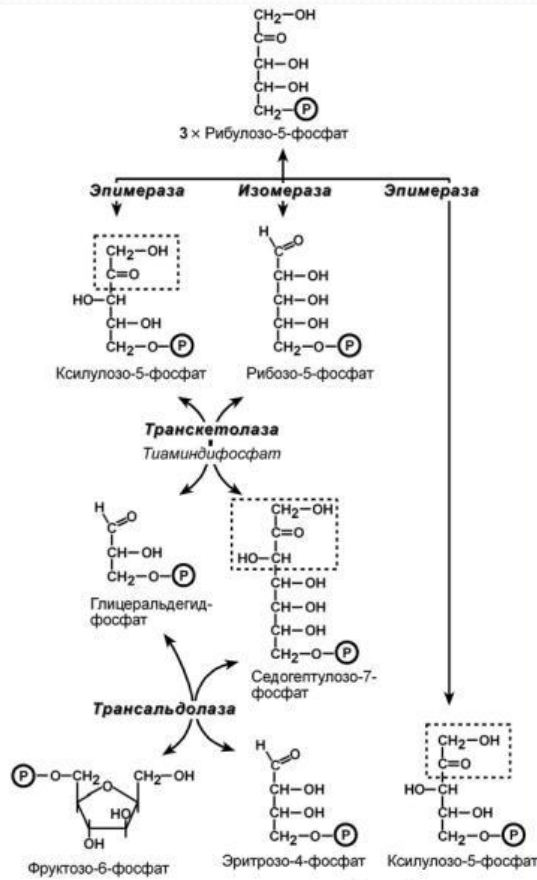 CH₂–OH
C=O
CH–OH
CH–OH
CH₂–P
3 × Рибулозо-5-фосфат
Эпимераза Изомераза Эпимераза
CH₂–OH
C=O
HO–CH
CH–OH
CH₂–O–P
Ксилулозо-5-фосфат
H
C=O
CH–OH
CH–OH
CH–OH
CH₂–O–P
Рибозо-5-фосфат
Транскетолаза
Тиаминдифосфат
H
C=O
CH–OH
CH₂–O–P
Глицеральдегид-
фосфат
CH₂–OH
C=O
HO–CH
CH–OH
CH–OH
CH–OH
CH₂–O–P
Седогептулозо-7-
фосфат
Трансальдолаза
P–O–CH₂ O CH₂–OH
HO
OH
Фруктозо-6-фосфат
H
C=O
CH–OH
CH–OH
CH₂–O–P
Эритрозо-4-фосфат
CH₂–OH
C=O
HO–CH
CH–OH
CH₂–O–P
Ксилулозо-5-фосфат